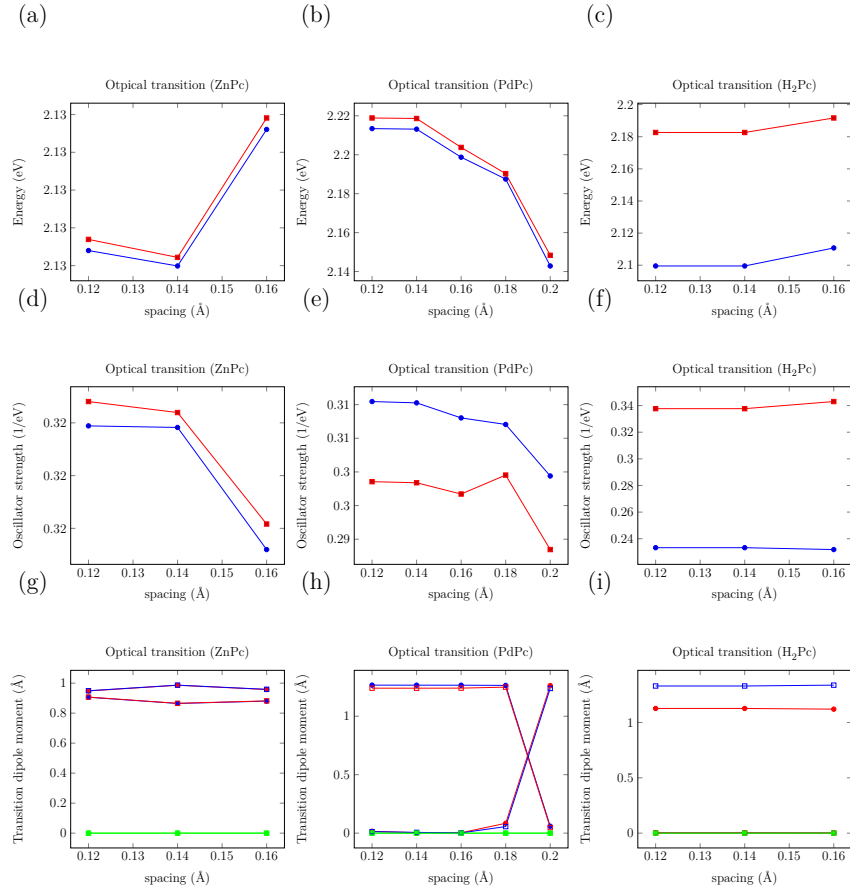 (a)
(b)
(c)
Otpical transition (ZnPc)
Optical transition (PdPc)
Optical transition (H₂Pc)
Energy (eV)
2.13
2.13
2.13
2.13
2.13
0.12 0.13 0.14 0.15 0.16
spacing (Å)
Energy (eV)
2.22
2.2
2.18
2.16
2.14
0.12 0.14 0.16 0.18 0.2
spacing (Å)
Energy (eV)
2.2
2.18
2.16
2.14
2.12
2.1
0.12 0.13 0.14 0.15 0.16
spacing (Å)
(d)
(e)
(f)
Optical transition (ZnPc)
Optical transition (PdPc)
Optical transition (H₂Pc)
Oscillator strength (1/eV)
0.32
0.32
0.32
0.12 0.13 0.14 0.15 0.16
spacing (Å)
Oscillator strength (1/eV)
0.31
0.31
0.3
0.3
0.29
0.12 0.14 0.16 0.18 0.2
spacing (Å)
Oscillator strength (1/eV)
0.34
0.32
0.3
0.28
0.26
0.24
0.12 0.13 0.14 0.15 0.16
spacing (Å)
(g)
(h)
(i)
Optical transition (ZnPc)
Optical transition (PdPc)
Optical transition (H₂Pc)
Transition dipole moment (Å)
1
0.8
0.6
0.4
0.2
0
0.12 0.13 0.14 0.15 0.16
spacing (Å)
Transition dipole moment (Å)
1
0.5
0
0.12 0.14 0.16 0.18 0.2
spacing (Å)
Transition dipole moment (Å)
1
0.5
0
0.12 0.13 0.14 0.15 0.16
spacing (Å)